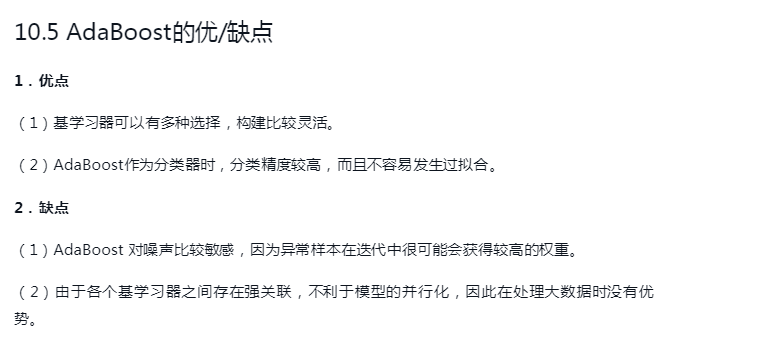 10.5 AdaBoost的优/缺点
1．优点
（1）基学习器可以有多种选择，构建比较灵活。
（2）AdaBoost作为分类器时，分类精度较高，而且不容易发生过拟合。
2．缺点
（1）AdaBoost 对噪声比较敏感，因为异常样本在迭代中很可能会获得较高的权重。
（2）由于各个基学习器之间存在强关联，不利于模型的并行化，因此在处理大数据时没有优
势。